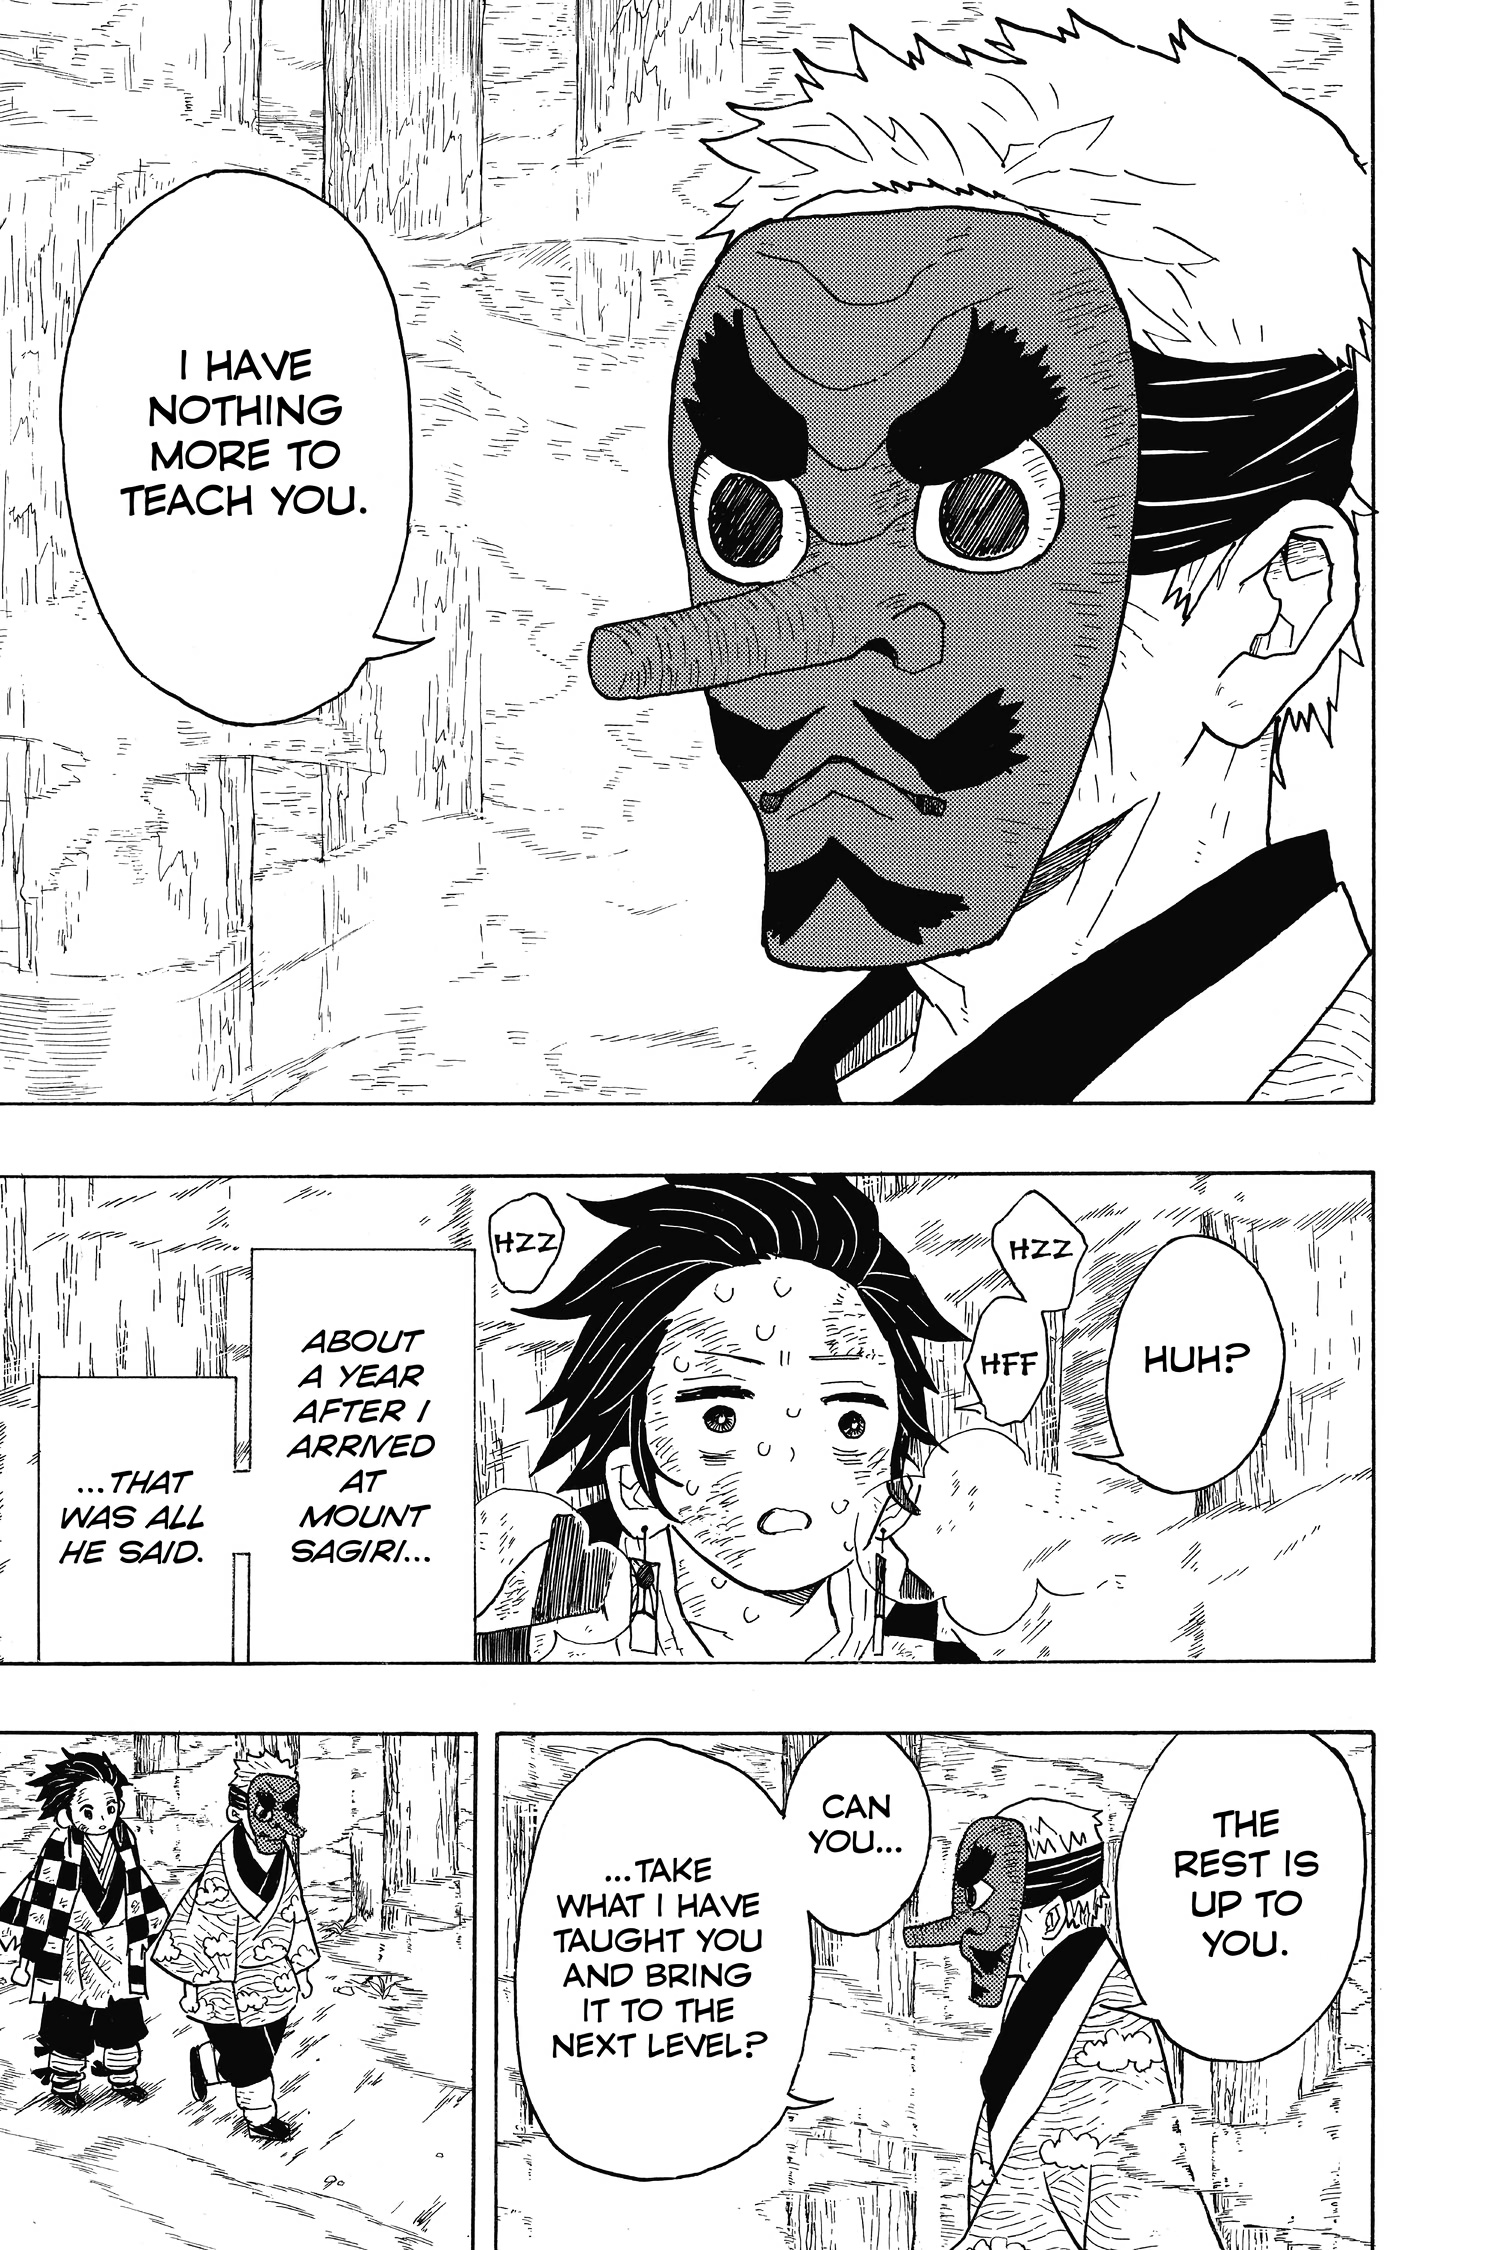 I HAVE
NOTHING
MORE TO
TEACH YOU.
HUH?
HZZ
HFF
HZZ
ABOUT
A YEAR
AFTER I
ARRIVED
AT
MOUNT
SAGIRI...
...THAT
WAS ALL
HE SAID.
THE
REST IS
UP TO
YOU.
CAN
YOU...
...TAKE
WHAT I HAVE
TAUGHT YOU
AND BRING
IT TO THE
NEXT LEVEL?